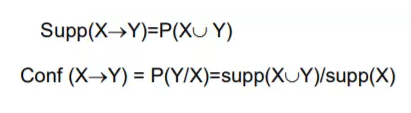 Supp(X→Y)=P(X∪ Y)
Conf (X→Y) = P(Y/X)=supp(X∪Y)/supp(X)